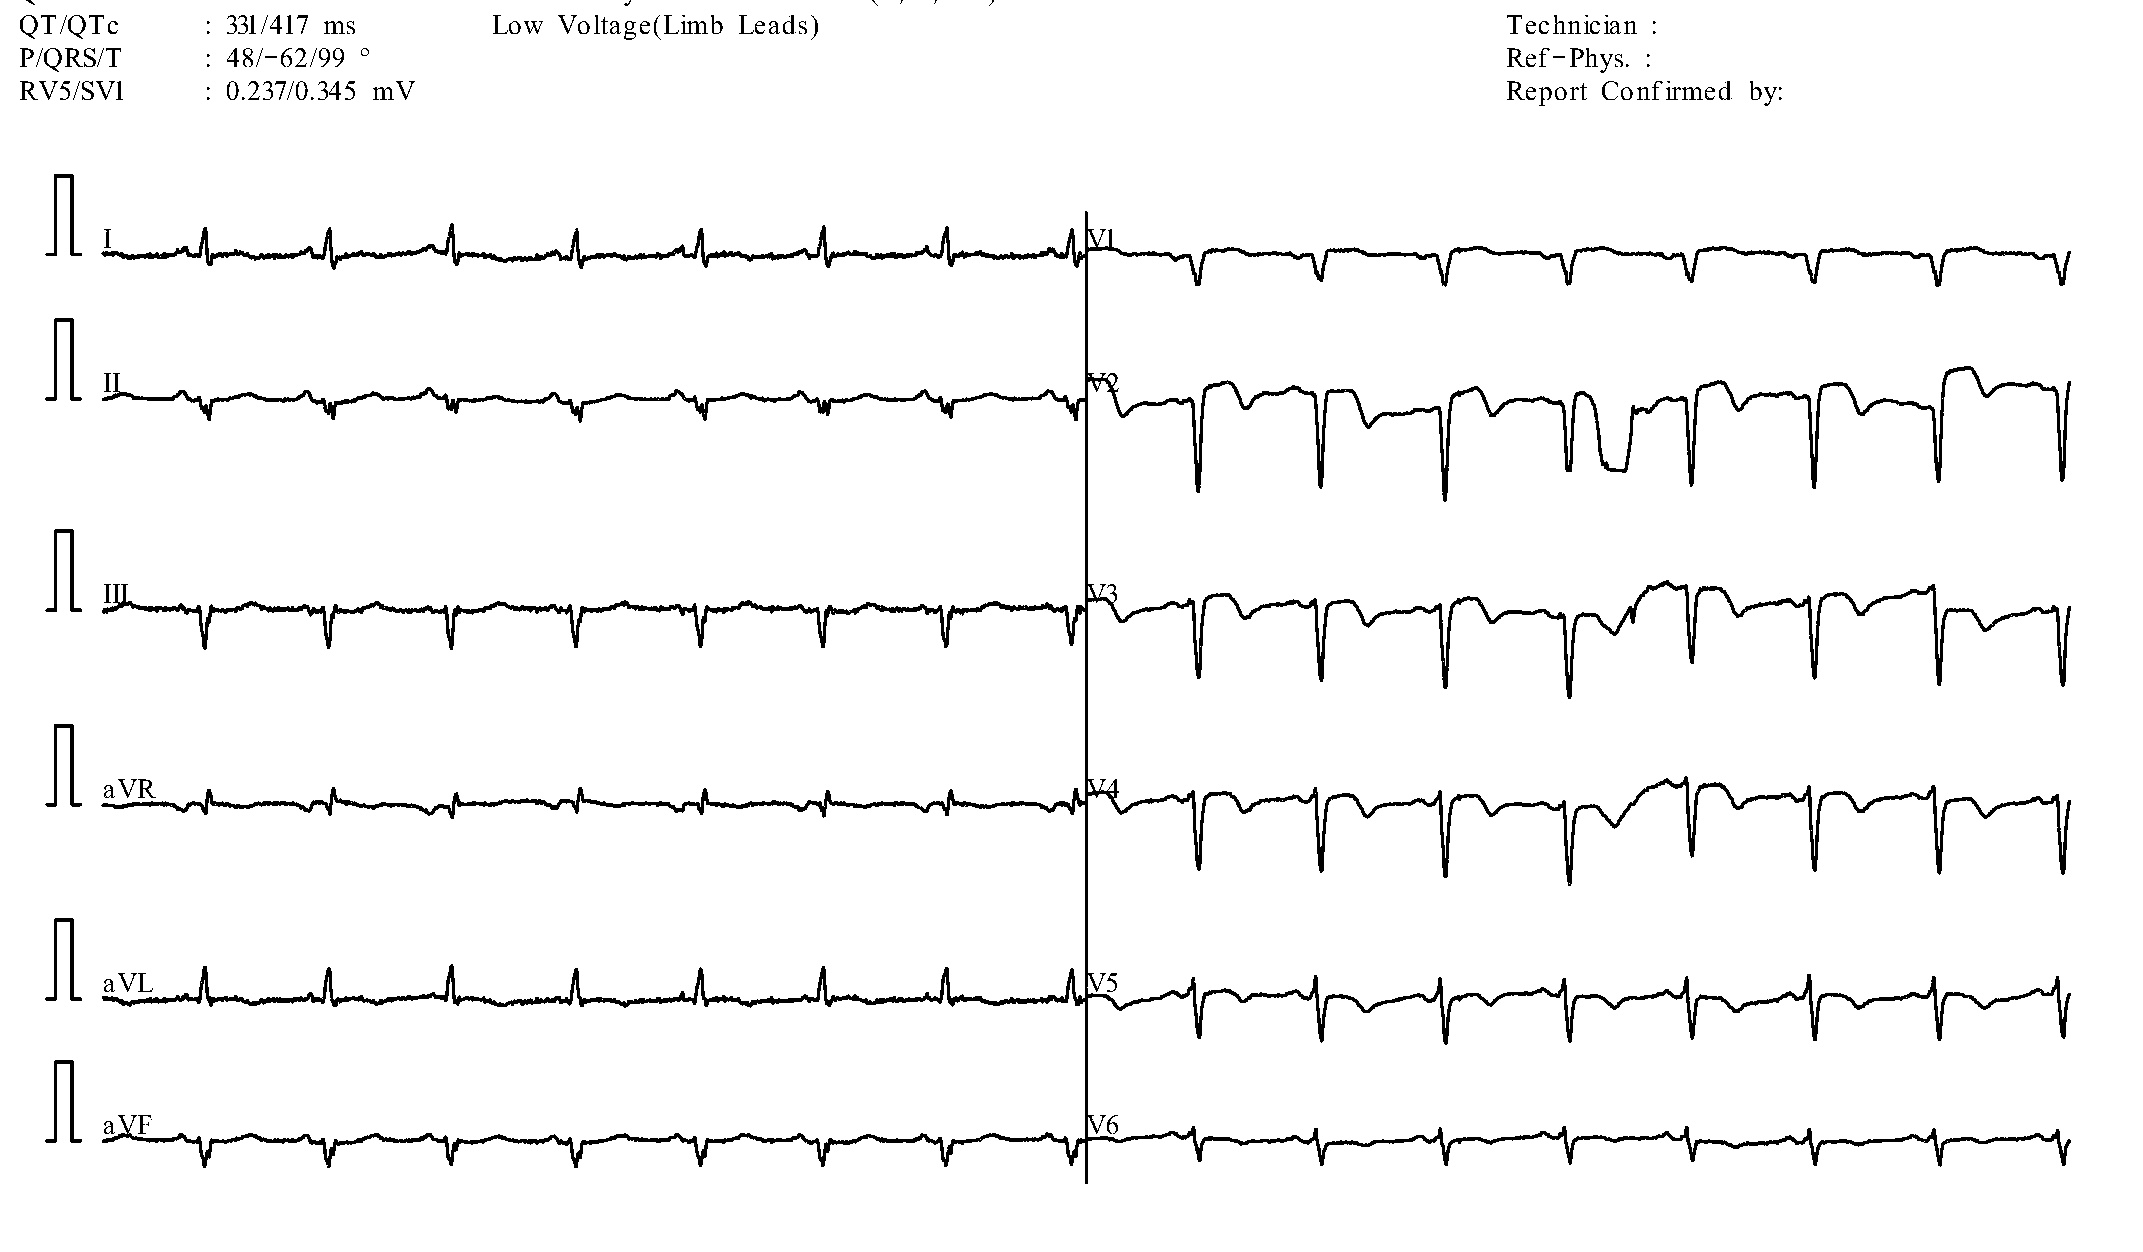 QT/QTc : 331/417 ms
P/QRS/T : 48/-62/99 °
RV5/SV1 : 0.237/0.345 mV
Low Voltage(Limb Leads)
Technician :
Ref-Phys. :
Report Confirmed by:
I
II
III
aVR
aVL
aVF
V1
V2
V3
V4
V5
V6